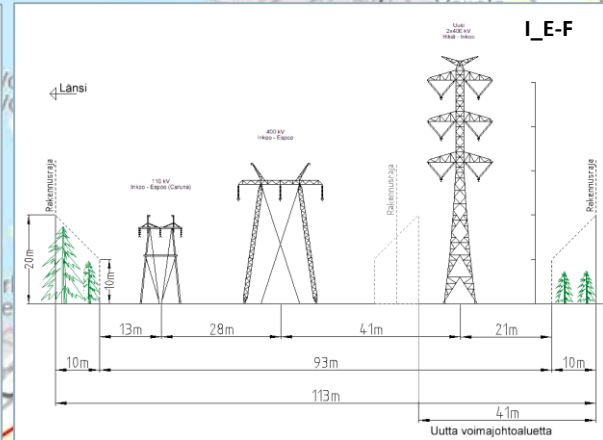 I_E-F
Uusi
2x400 kV
Hikiä - Inkoo
Länsi
400 kV
Inkoo - Espoo
110 kV
Inkoo - Espoo (Caruna)
Rakennusraja
Rakennusraja
Rakennusraja
20m
10m
13m
28m
41m
21m
10m
93m
10m
113m
41m
Uutta voimajohtoaluetta